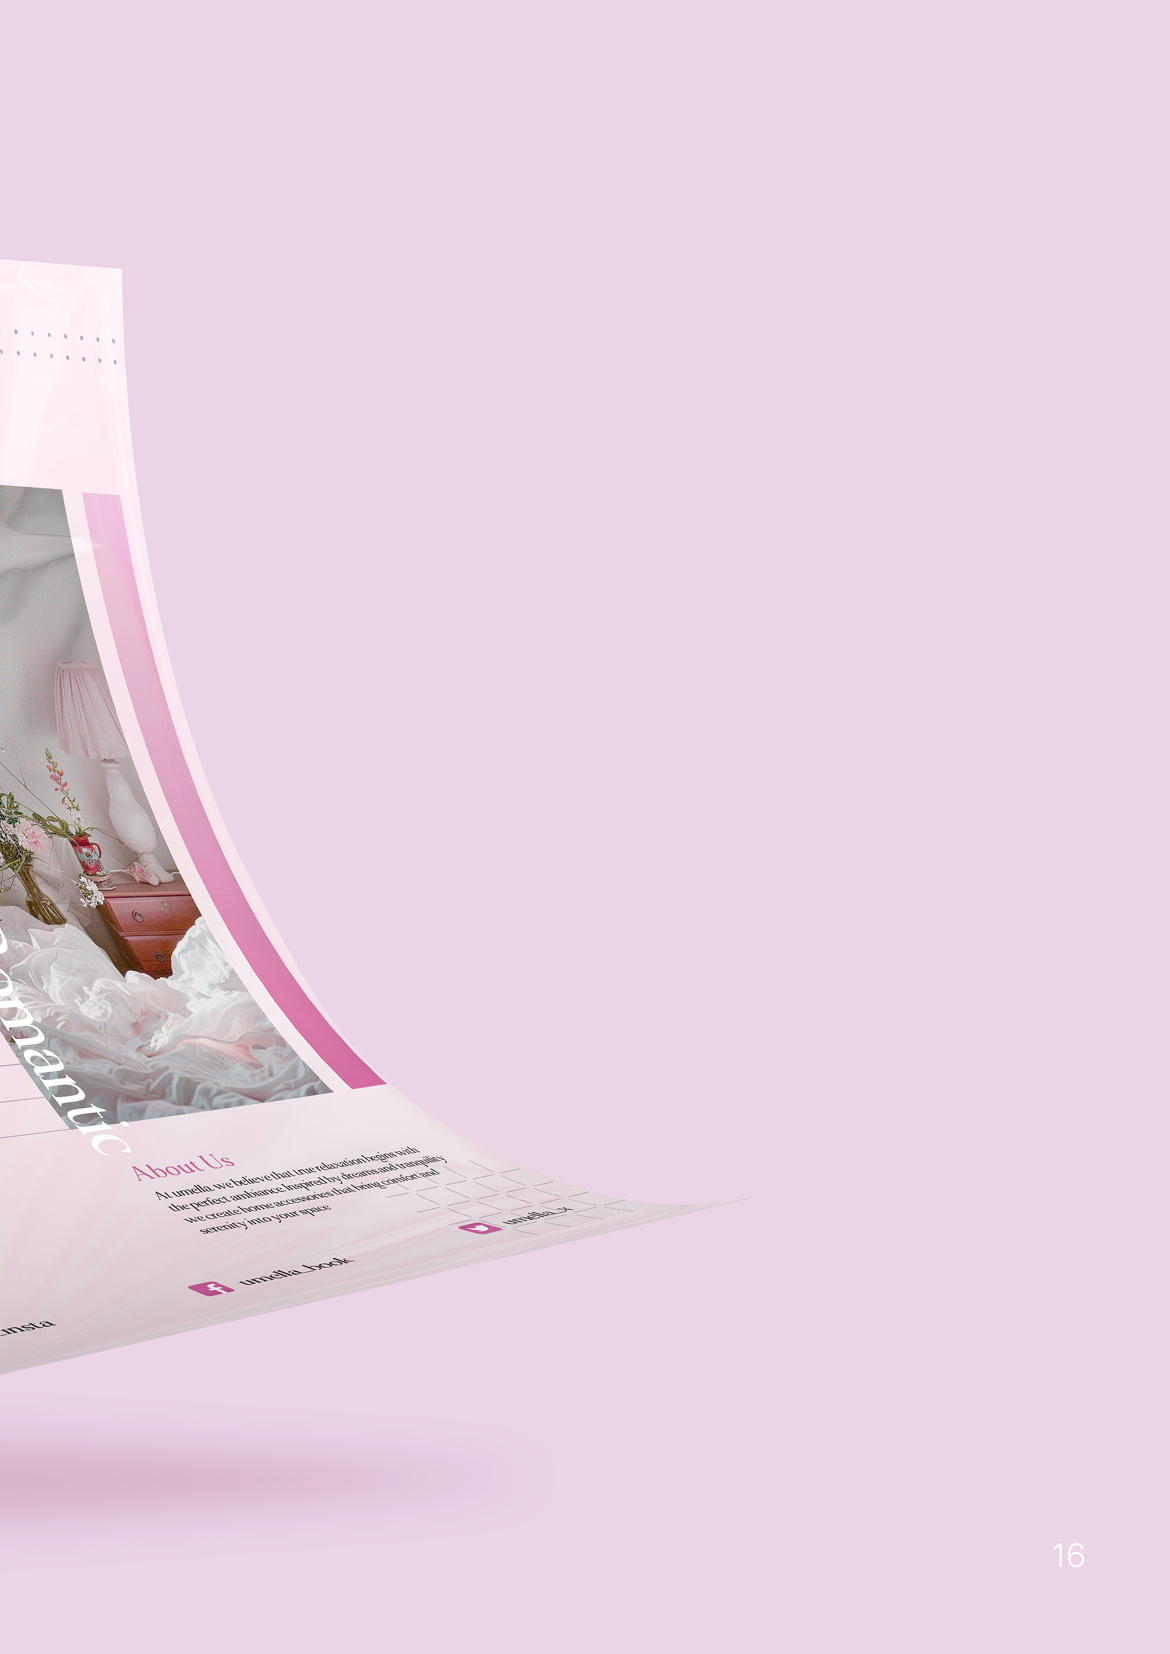 omantic
About Us
At umella, we believe that true relaxation begins with
the perfect ambiance Inspired by dreams and tranquility
we create home accessories that bring comfort and
serenity into your space
umella_x
umella_book
_insta
16